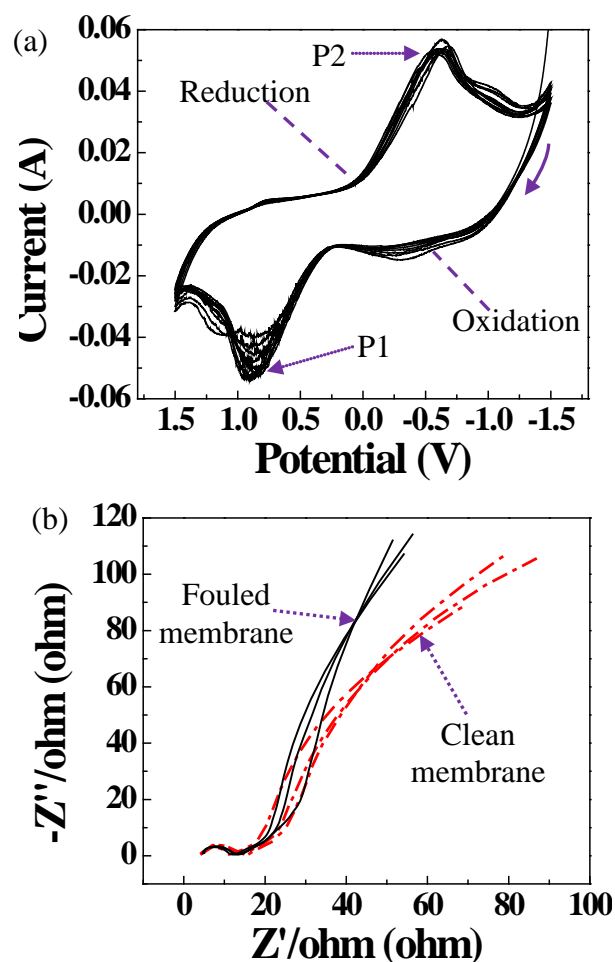 (a)
0.06
0.04
0.02
0.00
-0.02
-0.04
-0.06
Current (A)
P2
Reduction
Oxidation
P1
1.5 1.0 0.5 0.0 -0.5 -1.0 -1.5
Potential (V)
(b)
120
100
80
60
40
20
0
-Z''/ohm (ohm)
Fouled
membrane
Clean
membrane
0 20 40 60 80 100
Z'/ohm (ohm)